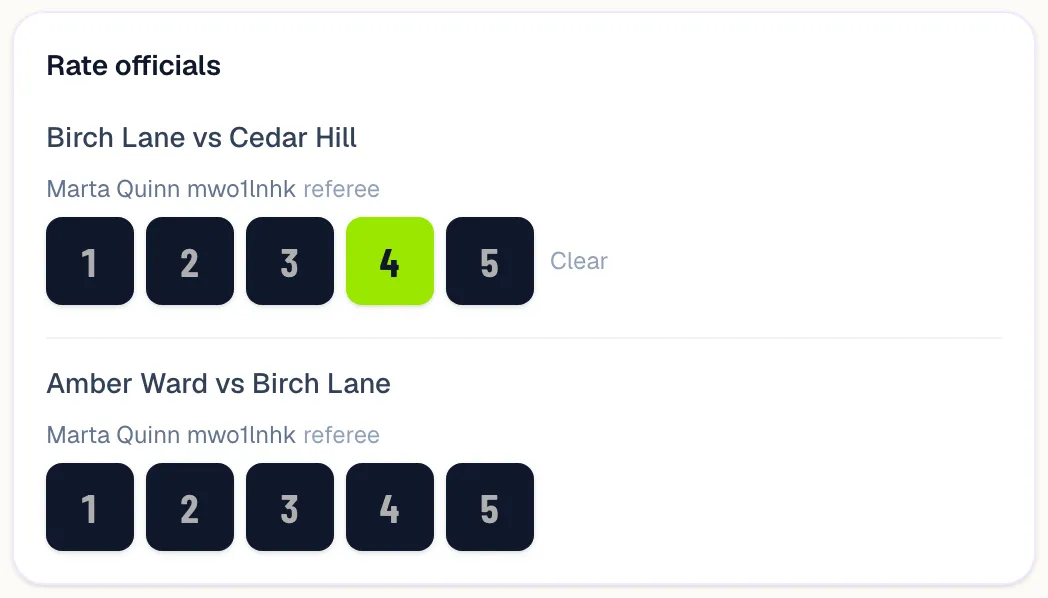 Rate officials
Birch Lane vs Cedar Hill
Marta Quinn mwo1lnhk referee
1 2 3 4 5 Clear
Amber Ward vs Birch Lane
Marta Quinn mwo1lnhk referee
1 2 3 4 5